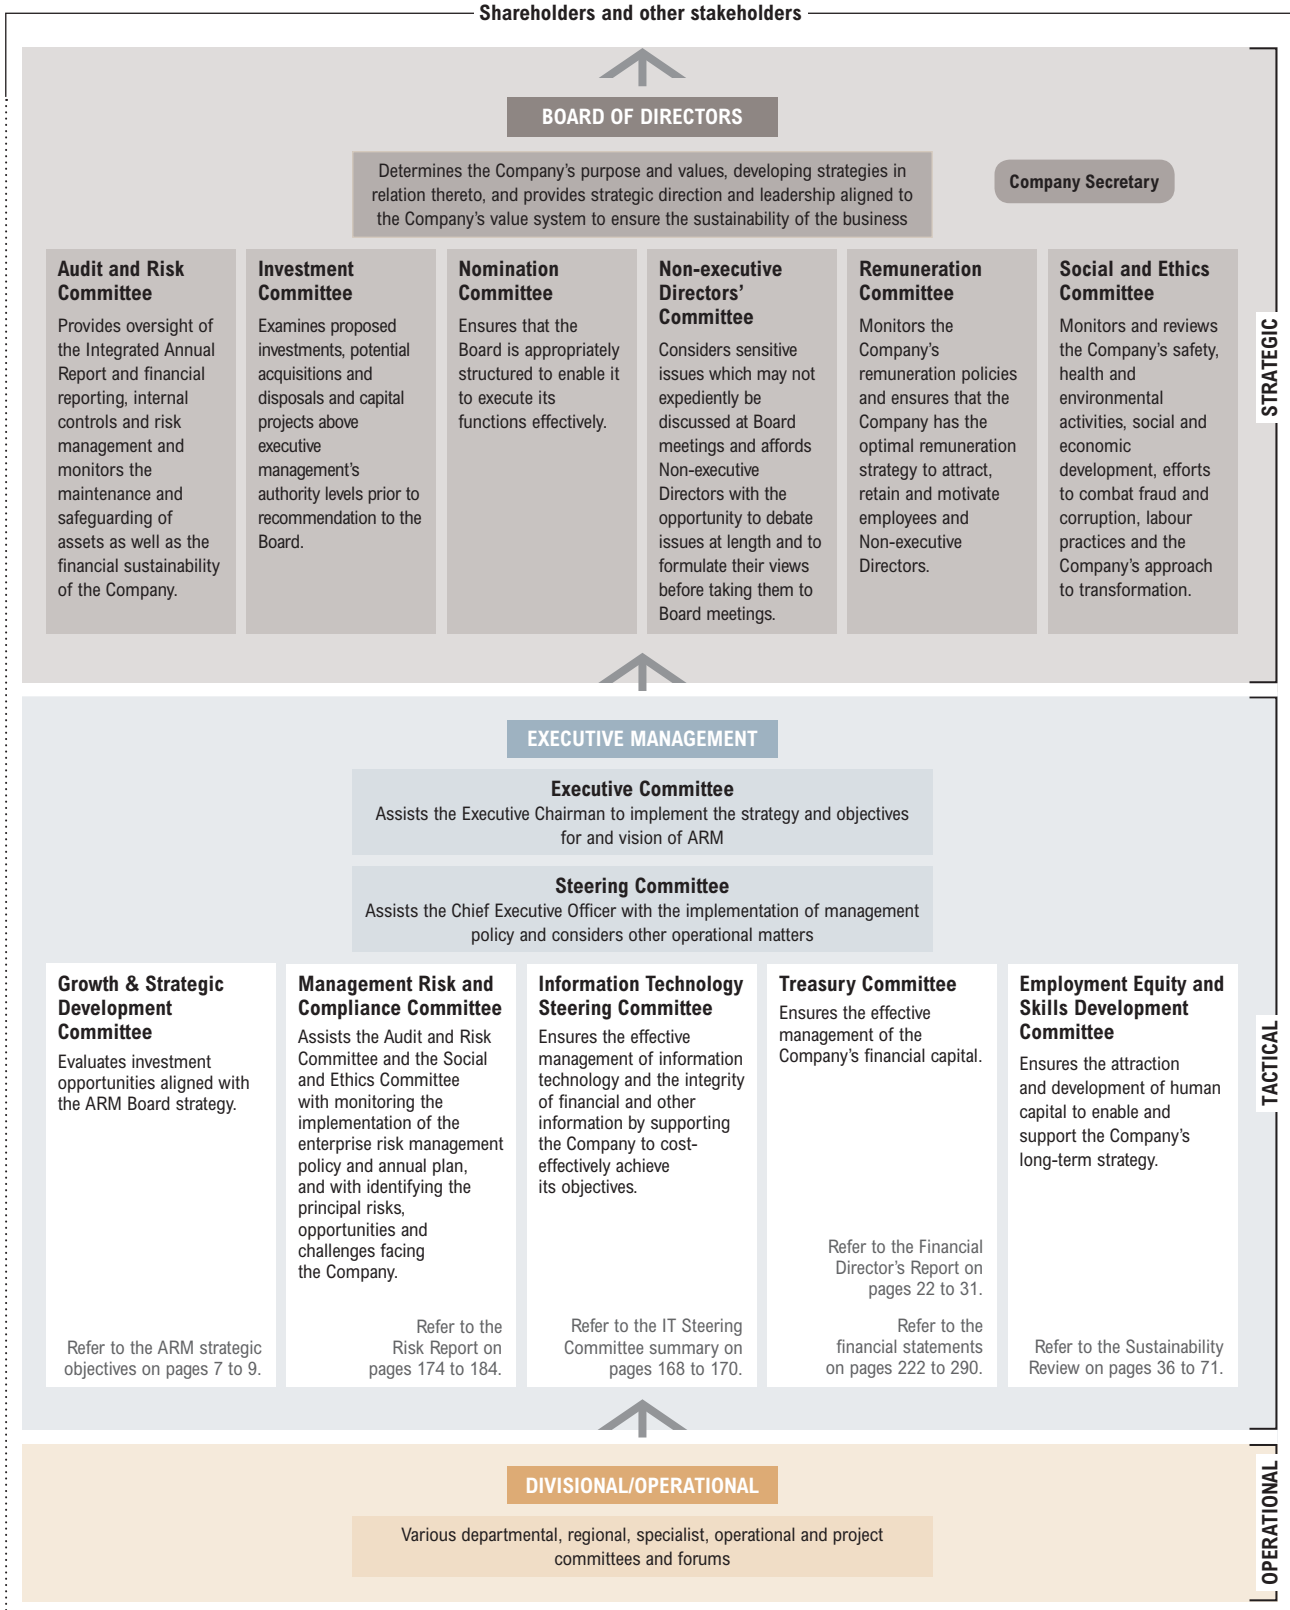 Shareholders and other stakeholders
BOARD OF DIRECTORS
Determines the Company's purpose and values, developing strategies in
relation thereto, and provides strategic direction and leadership aligned to
the Company's value system to ensure the sustainability of the business
Company Secretary
Audit and Risk
Committee
Provides oversight of
the Integrated Annual
Report and financial
reporting, internal
controls and risk
management and
monitors the
maintenance and
safeguarding of
assets as well as the
financial sustainability
of the Company.
Investment
Committee
Examines proposed
investments, potential
acquisitions and
disposals and capital
projects above
executive
management's
authority levels prior to
recommendation to the
Board.
Nomination
Committee
Ensures that the
Board is appropriately
structured to enable it
to execute its
functions effectively.
Non-executive
Directors'
Committee
Considers sensitive
issues which may not
expediently be
discussed at Board
meetings and affords
Non-executive
Directors with the
opportunity to debate
issues at length and to
formulate their views
before taking them to
Board meetings.
Remuneration
Committee
Monitors the
Company's
remuneration policies
and ensures that the
Company has the
optimal remuneration
strategy to attract,
retain and motivate
employees and
Non-executive
Directors.
Social and Ethics
Committee
Monitors and reviews
the Company's safety,
health and
environmental
activities, social and
economic
development, efforts
to combat fraud and
corruption, labour
practices and the
Company's approach
to transformation.
STRATEGIC
EXECUTIVE MANAGEMENT
Executive Committee
Assists the Executive Chairman to implement the strategy and objectives
for and vision of ARM
Steering Committee
Assists the Chief Executive Officer with the implementation of management
policy and considers other operational matters
Growth & Strategic
Development
Committee
Evaluates investment
opportunities aligned with
the ARM Board strategy.
Refer to the ARM strategic
objectives on pages 7 to 9.
Management Risk and
Compliance Committee
Assists the Audit and Risk
Committee and the Social
and Ethics Committee
with monitoring the
implementation of the
enterprise risk management
policy and annual plan,
and with identifying the
principal risks,
opportunities and
challenges facing
the Company.
Refer to the
Risk Report on
pages 174 to 184.
Information Technology
Steering Committee
Ensures the effective
management of information
technology and the integrity
of financial and other
information by supporting
the Company to cost-
effectively achieve
its objectives.
Refer to the IT Steering
Committee summary on
pages 168 to 170.
Treasury Committee
Ensures the effective
management of the
Company's financial capital.
Refer to the Financial
Director's Report on
pages 22 to 31.
Refer to the
financial statements
on pages 222 to 290.
Employment Equity and
Skills Development
Committee
Ensures the attraction
and development of human
capital to enable and
support the Company's
long-term strategy.
Refer to the Sustainability
Review on pages 36 to 71.
TACTICAL
DIVISIONAL/OPERATIONAL
Various departmental, regional, specialist, operational and project
committees and forums
OPERATIONAL